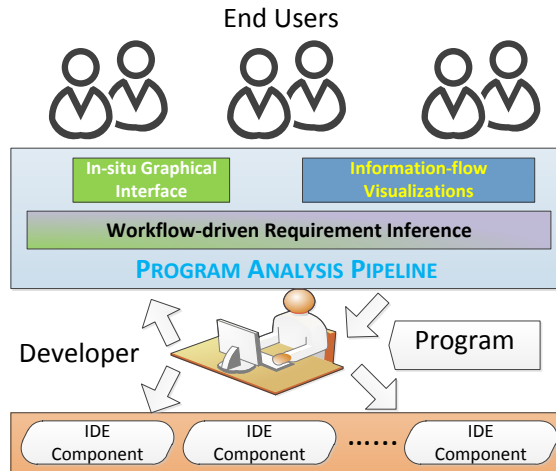 End Users
In-situ Graphical
Interface
Information-flow
Visualizations
Workflow-driven Requirement Inference
PROGRAM ANALYSIS PIPELINE
Developer
Program
IDE
Component
IDE
Component
......
IDE
Component